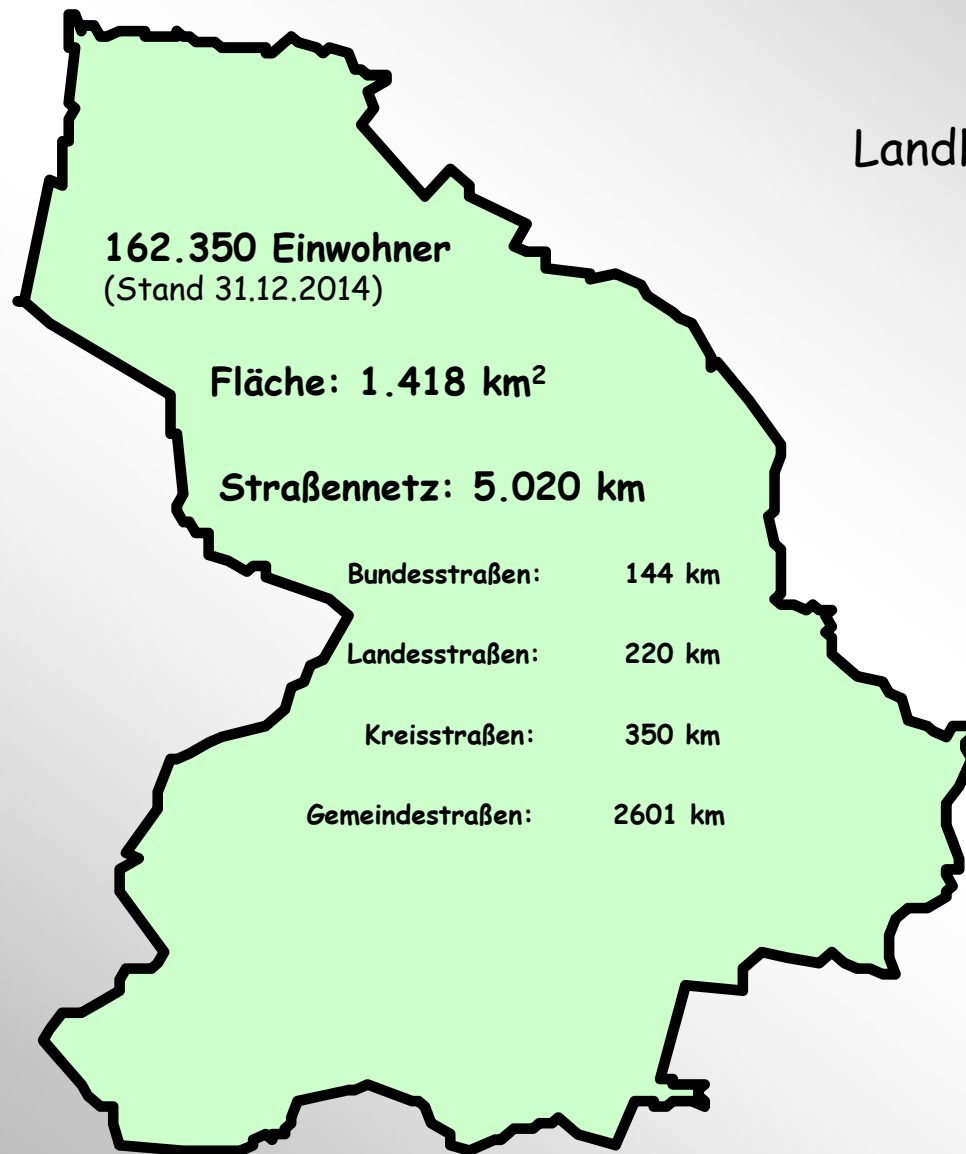 Landk
162.350 Einwohner
(Stand 31.12.2014)
Fläche: 1.418 km²
Straßennetz: 5.020 km
Bundesstraßen: 144 km
Landesstraßen: 220 km
Kreisstraßen: 350 km
Gemeindestraßen: 2601 km